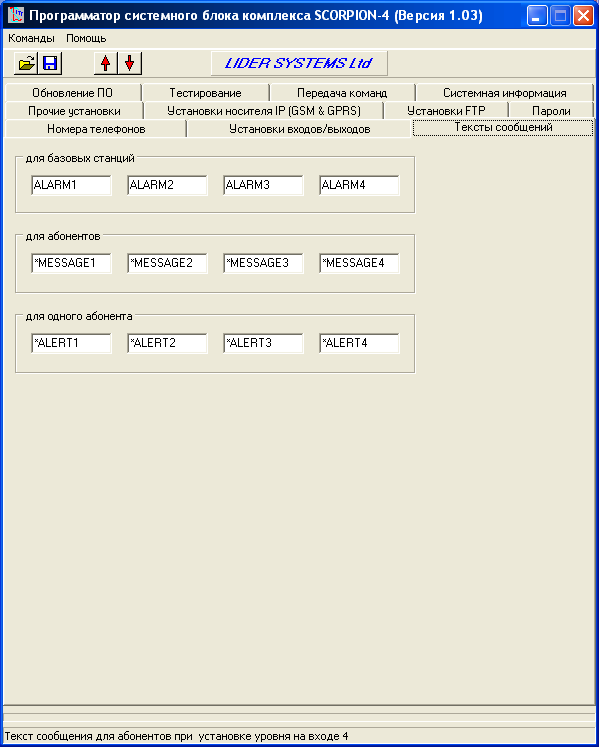 Программатор системного блока комплекса SCORPION-4 (Версия 1.03)
Команды Помощь
LIDER SYSTEMS Ltd
Обновление ПО Тестирование Передача команд Системная информация
Прочие установки Установки носителя IP (GSM & GPRS) Установки FTP Пароли
Номера телефонов Установки входов/выходов Тексты сообщений
для базовых станций
ALARM1 ALARM2 ALARM3 ALARM4
для абонентов
*MESSAGE1 *MESSAGE2 *MESSAGE3 *MESSAGE4
для одного абонента
*ALERT1 *ALERT2 *ALERT3 *ALERT4
Текст сообщения для абонентов при установке уровня на входе 4